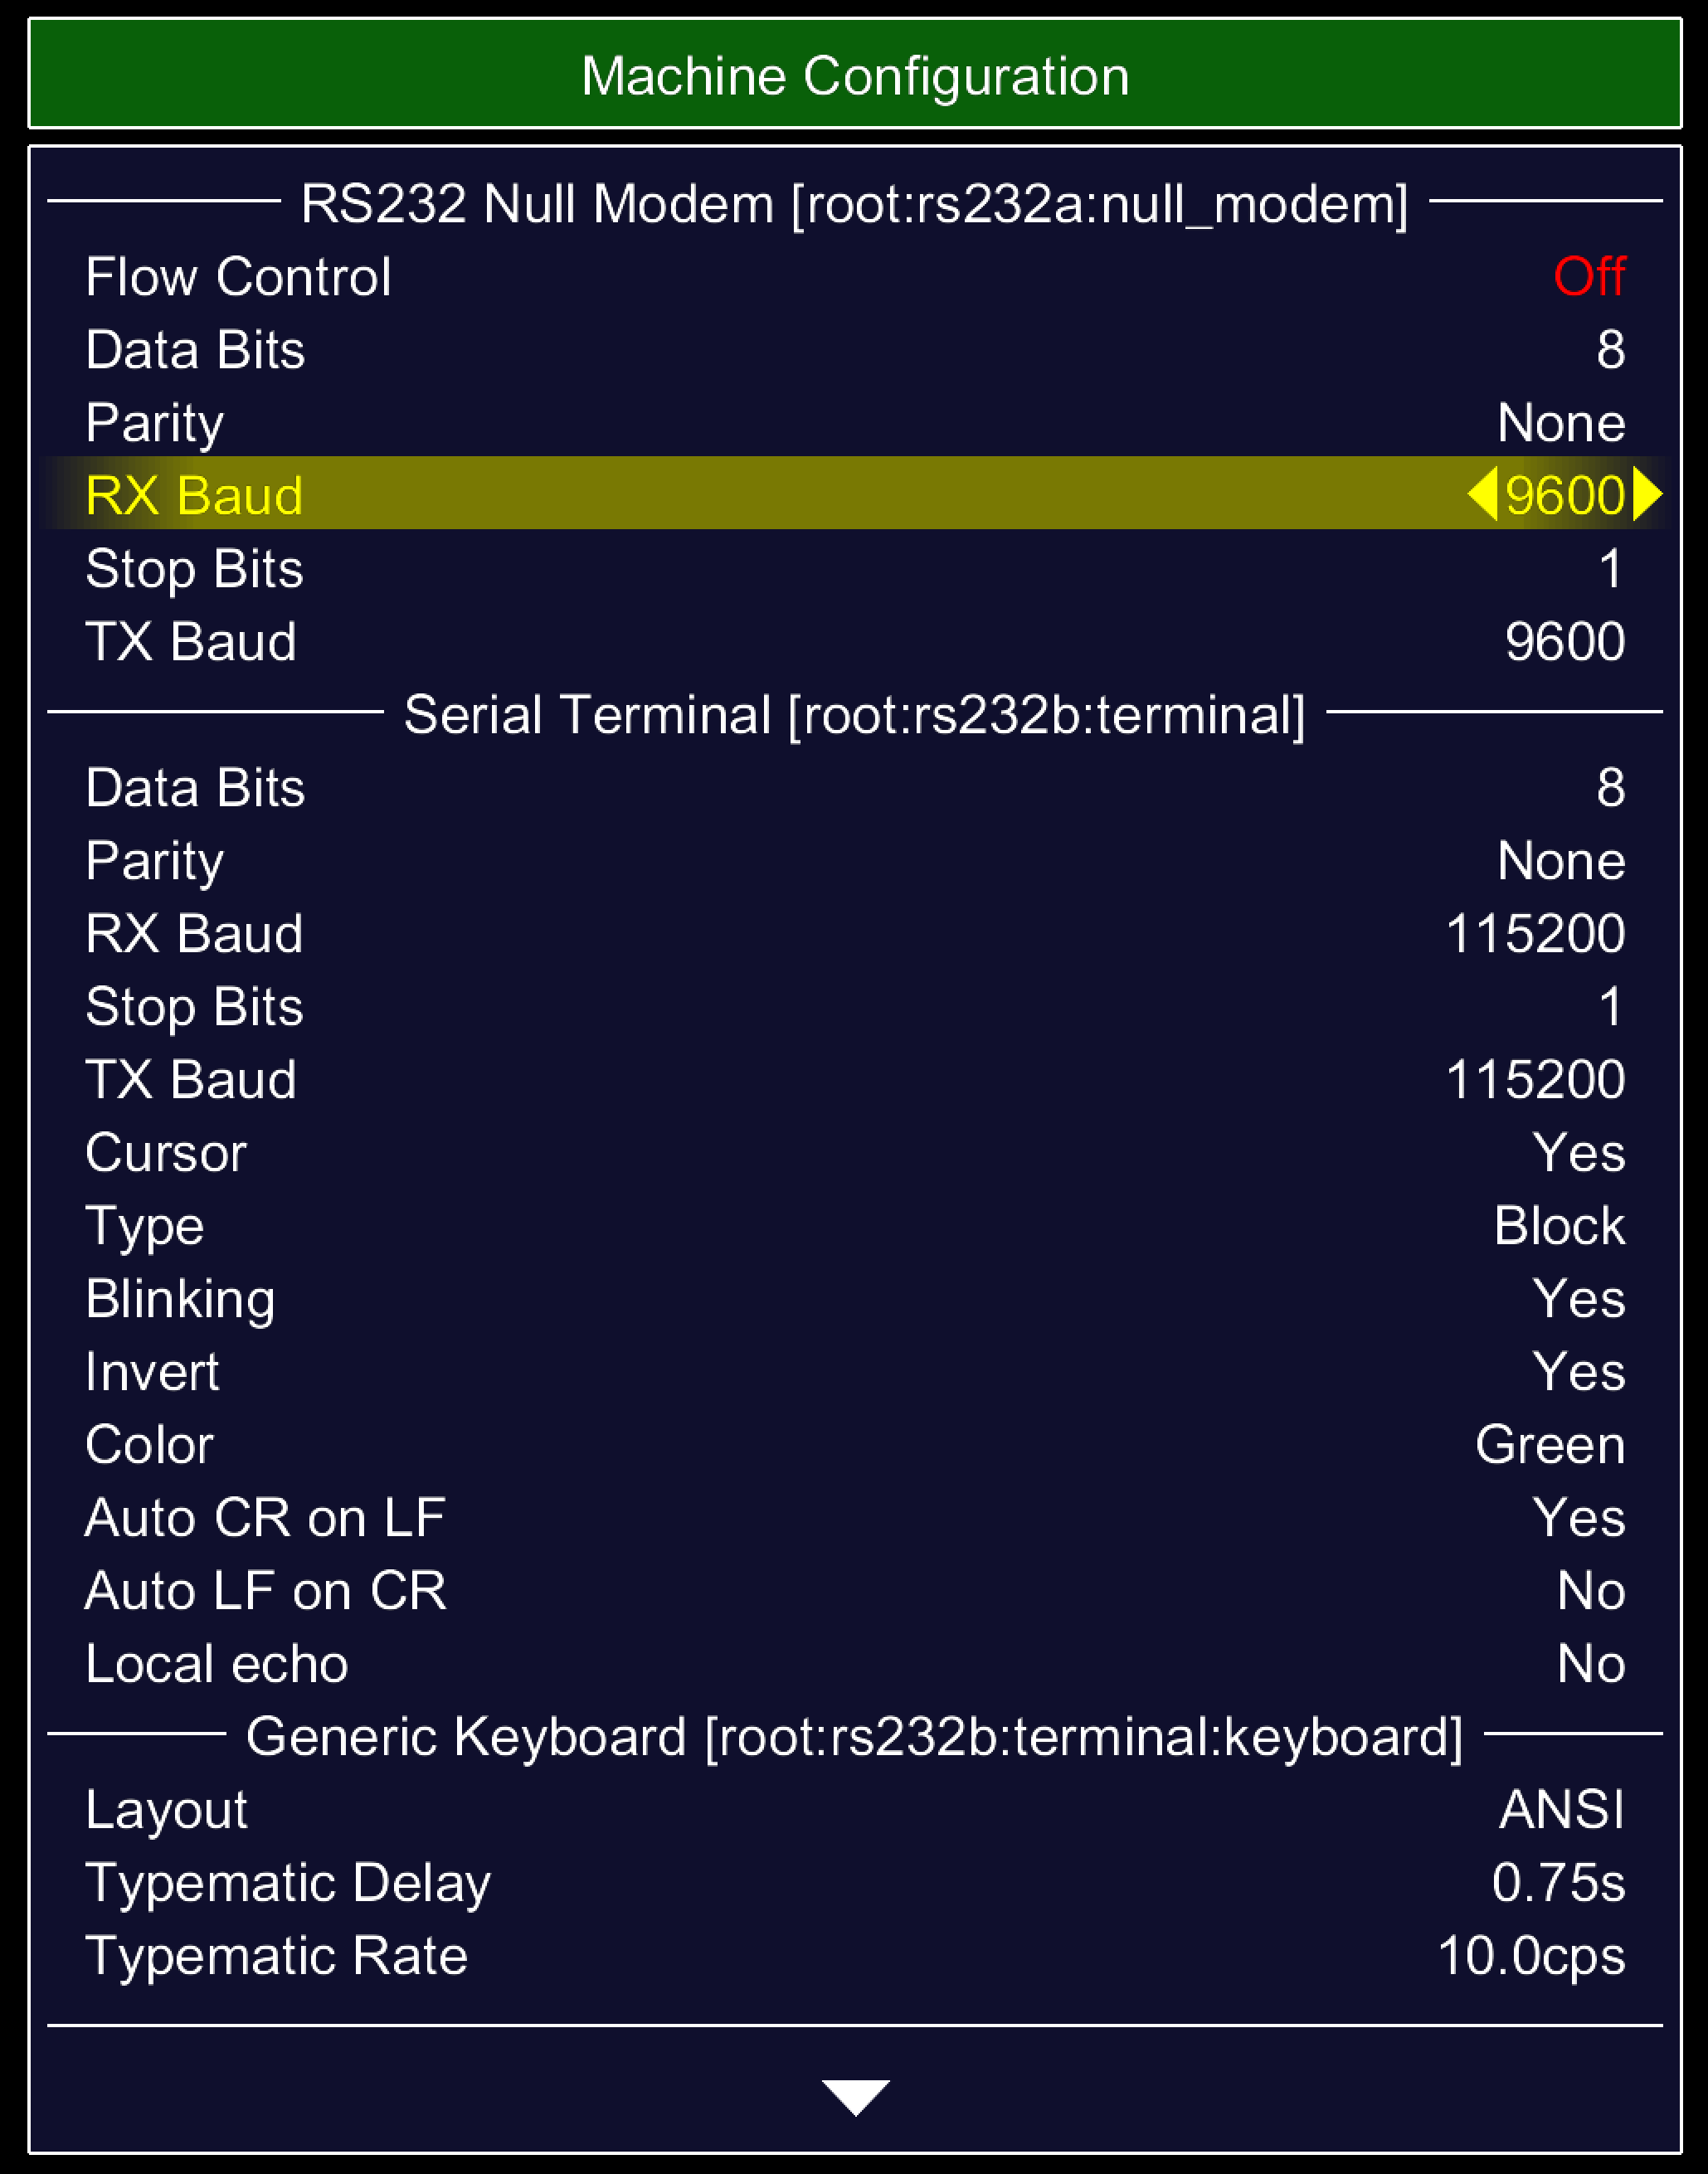 Machine Configuration
RS232 Null Modem [root:rs232a:null_modem]
Flow Control Off
Data Bits 8
Parity None
RX Baud 9600
Stop Bits 1
TX Baud 9600
Serial Terminal [root:rs232b:terminal]
Data Bits 8
Parity None
RX Baud 115200
Stop Bits 1
TX Baud 115200
Cursor Yes
Type Block
Blinking Yes
Invert Yes
Color Green
Auto CR on LF Yes
Auto LF on CR No
Local echo No
Generic Keyboard [root:rs232b:terminal:keyboard]
Layout ANSI
Typematic Delay 0.75s
Typematic Rate 10.0cps